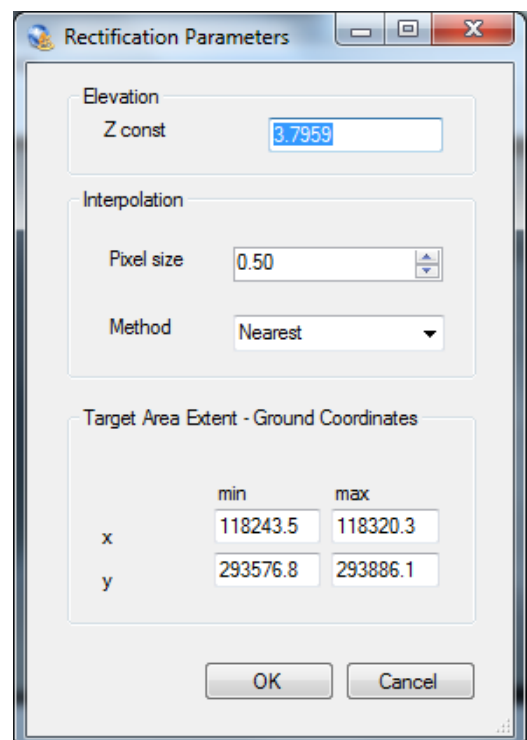 Rectification Parameters
Elevation
Z const 3.7959
Interpolation
Pixel size 0.50
Method Nearest
Target Area Extent - Ground Coordinates
min max
x 118243.5 118320.3
y 293576.8 293886.1
OK Cancel